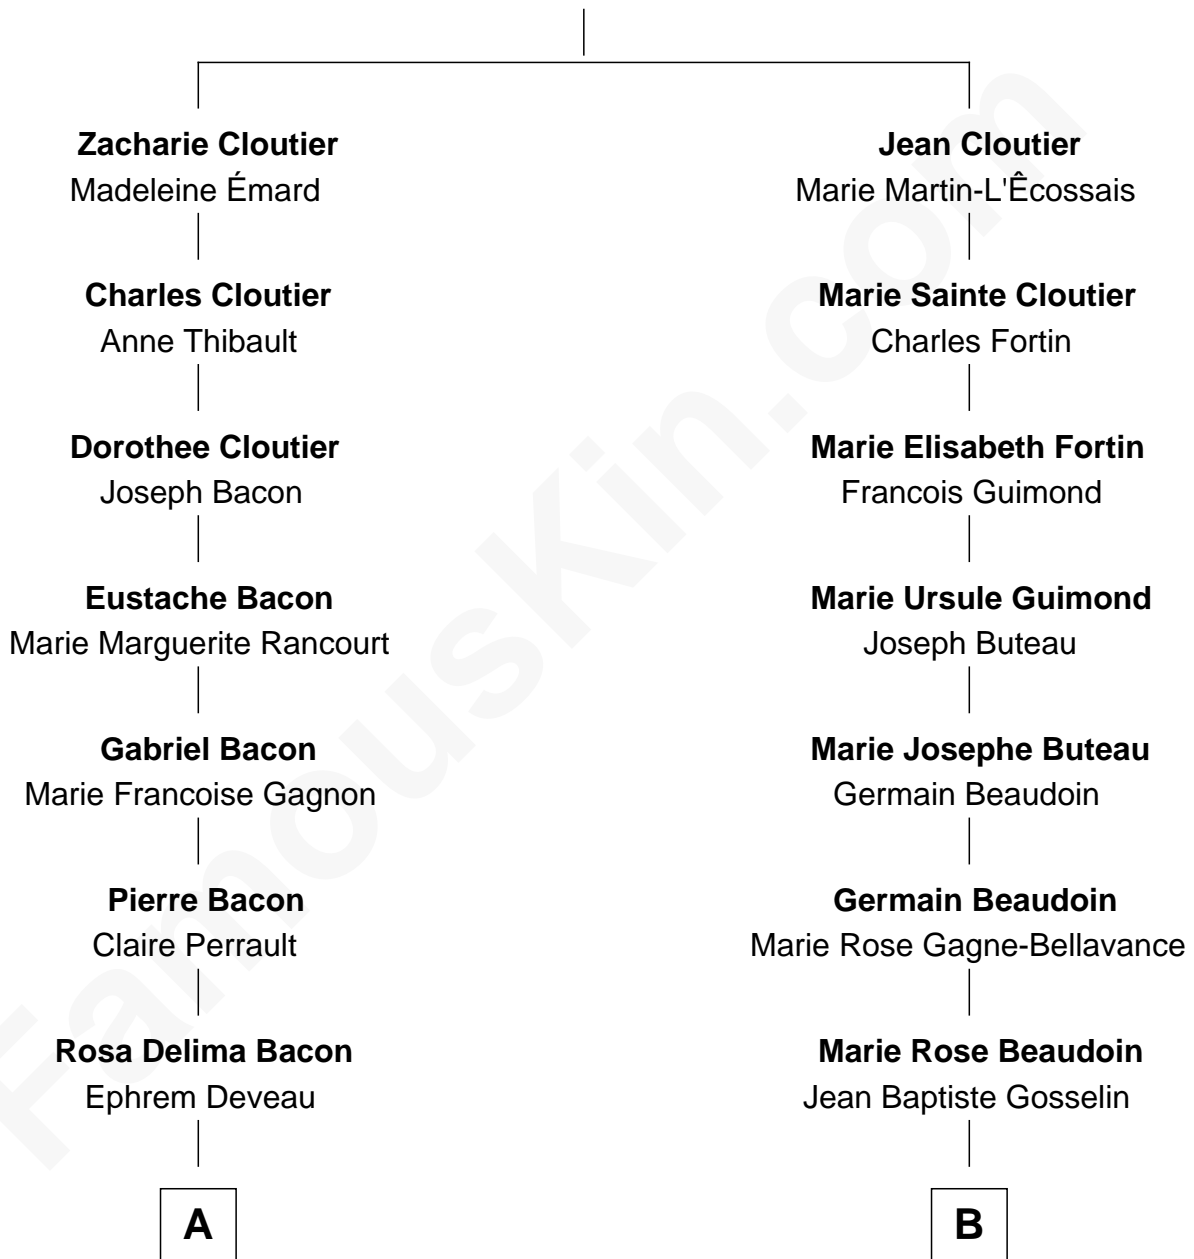 Zacharie Cloutier
Madeleine Émard
Charles Cloutier
Anne Thibault
Dorothee Cloutier
Joseph Bacon
Eustache Bacon
Marie Marguerite Rancourt
Gabriel Bacon
Marie Francoise Gagnon
Pierre Bacon
Claire Perrault
Rosa Delima Bacon
Ephrem Deveau
A
Jean Cloutier
Marie Martin-L'Êcossais
Marie Sainte Cloutier
Charles Fortin
Marie Elisabeth Fortin
Francois Guimond
Marie Ursule Guimond
Joseph Buteau
Marie Josephe Buteau
Germain Beaudoin
Germain Beaudoin
Marie Rose Gagne-Bellavance
Marie Rose Beaudoin
Jean Baptiste Gosselin
B
FamousKin.com